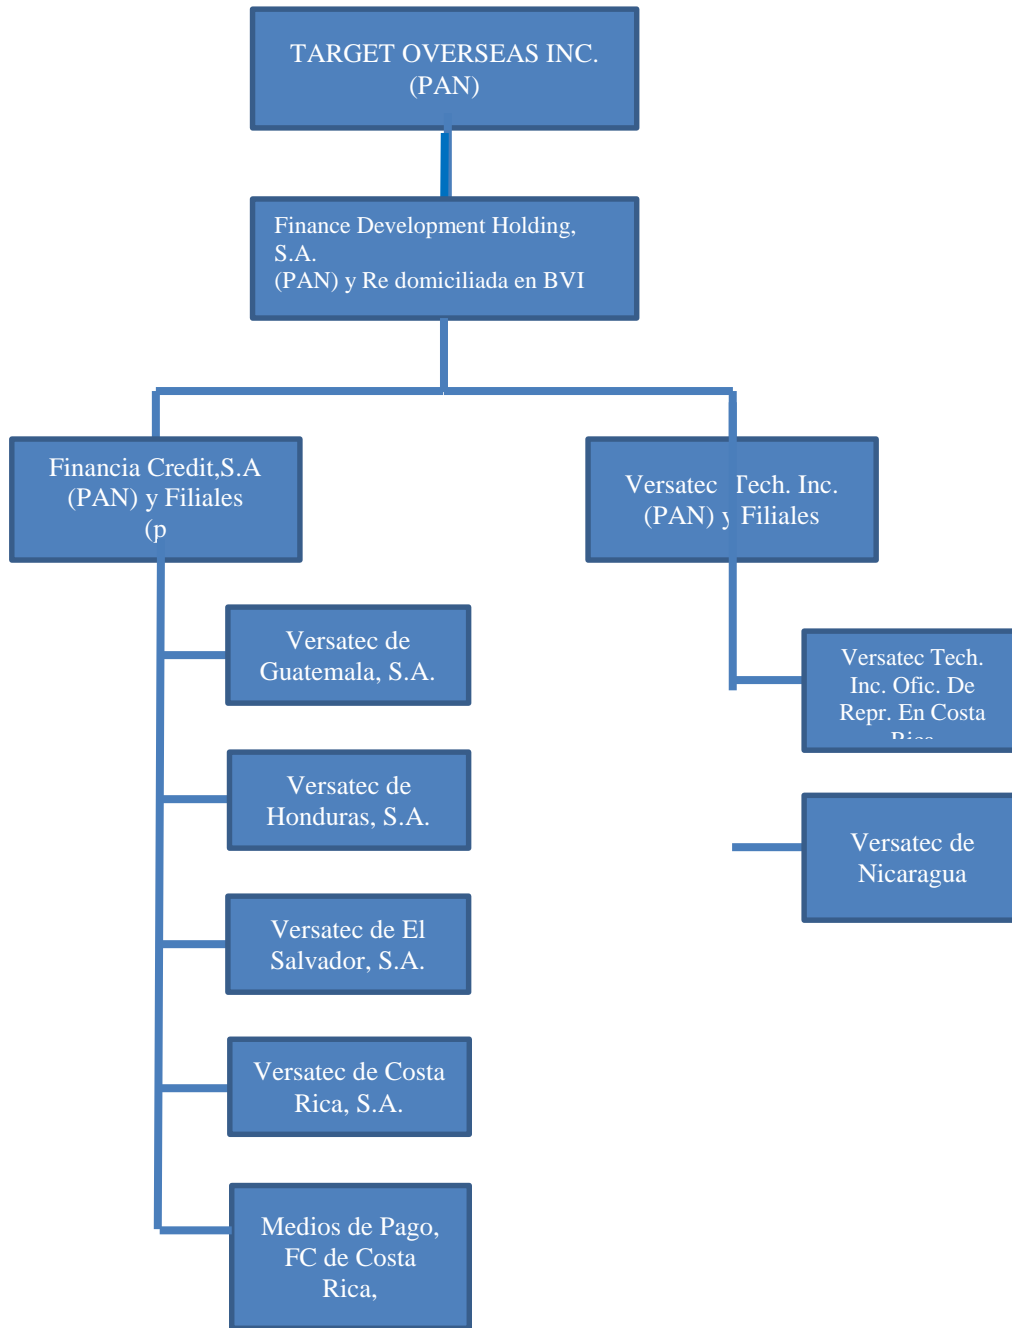 TARGET OVERSEAS INC.
(PAN)
Finance Development Holding,
S.A.
(PAN) y Re domiciliada en BVI
Financia Credit,S.A
(PAN) y Filiales
(p
Versatec Tech. Inc.
(PAN) y Filiales
Versatec de
Guatemala, S.A.
Versatec Tech.
Inc. Ofic. De
Repr. En Costa
Rica
Versatec de
Honduras, S.A.
Versatec de
Nicaragua
Versatec de El
Salvador, S.A.
Versatec de Costa
Rica, S.A.
Medios de Pago,
FC de Costa
Rica,